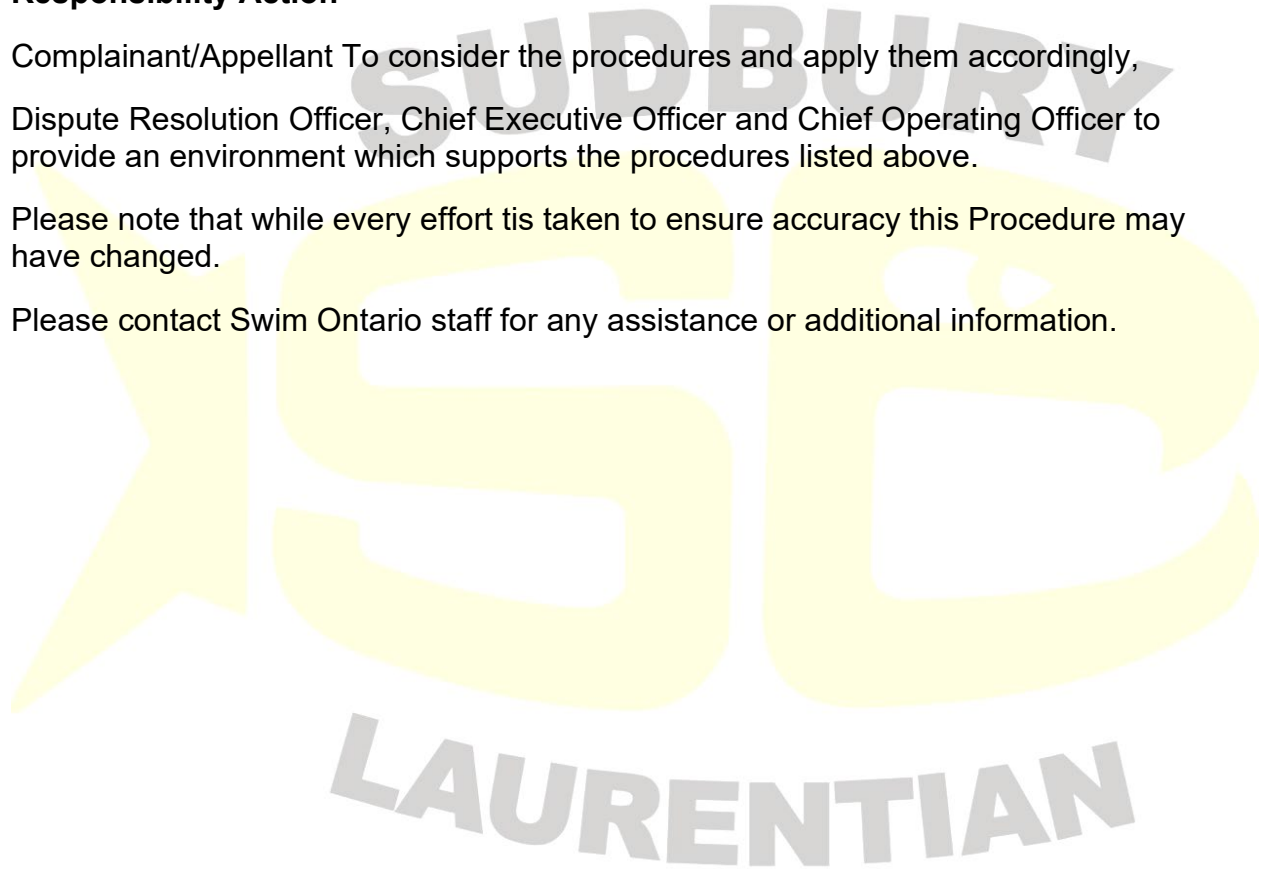 Responsibility Action
SUDBURY
Complainant/Appellant To consider the procedures and apply them accordingly,
Dispute Resolution Officer, Chief Executive Officer and Chief Operating Officer to
provide an environment which supports the procedures listed above.
Please note that while every effort tis taken to ensure accuracy this Procedure may
have changed.
Please contact Swim Ontario staff for any assistance or additional information.
SC
LAURENTIAN